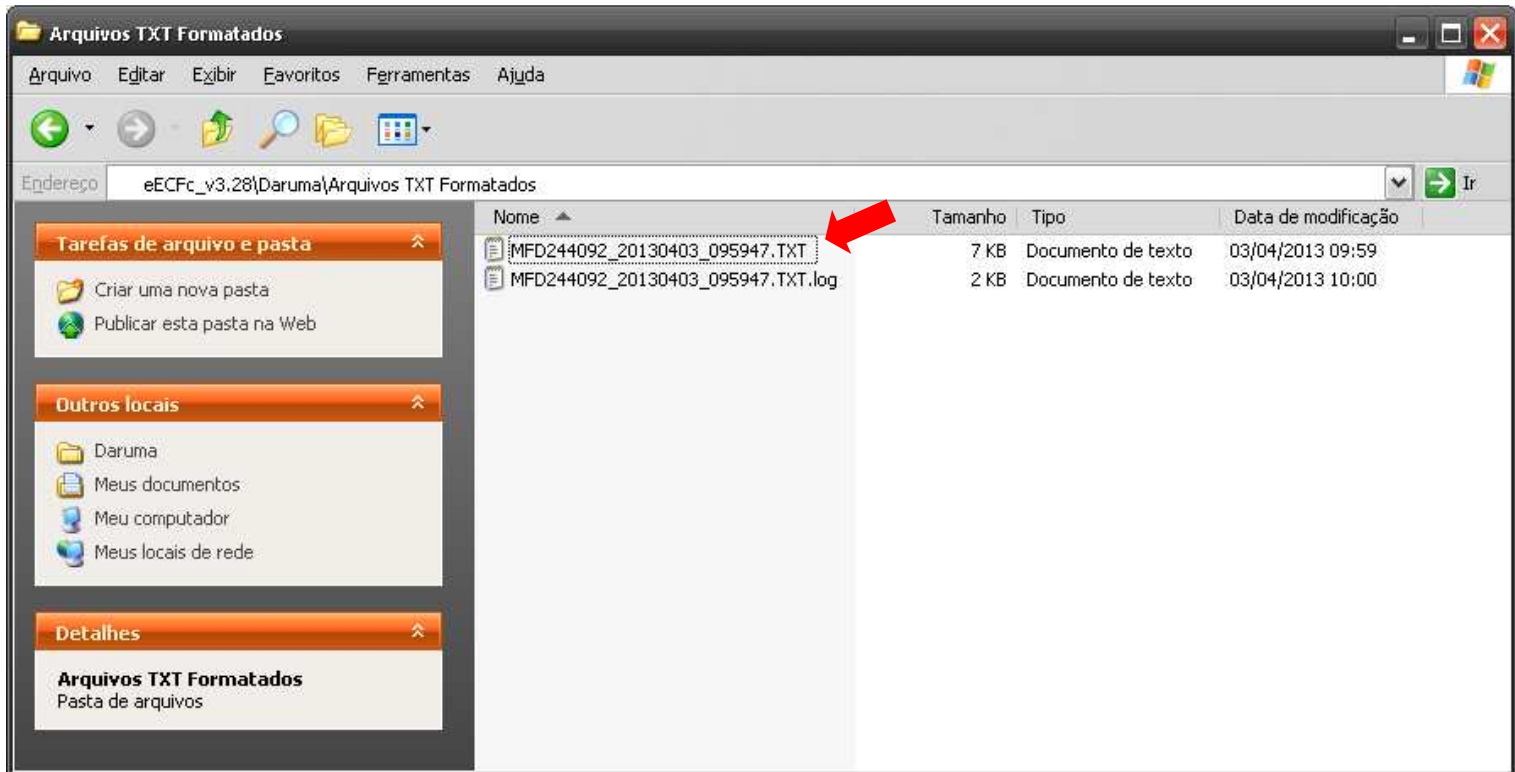 Arquivos TXT Formatados
Arquivo Editar Exibir Favoritos Ferramentas Ajuda
Endereço eECFc_v3.28\Daruma\Arquivos TXT Formatados Ir
Nome Tamanho Tipo Data de modificação
MFD244092_20130403_095947.TXT 7 KB Documento de texto 03/04/2013 09:59
MFD244092_20130403_095947.TXT.log 2 KB Documento de texto 03/04/2013 10:00
Tarefas de arquivo e pasta
Criar uma nova pasta
Publicar esta pasta na Web
Outros locais
Daruma
Meus documentos
Meu computador
Meus locais de rede
Detalhes
Arquivos TXT Formatados
Pasta de arquivos